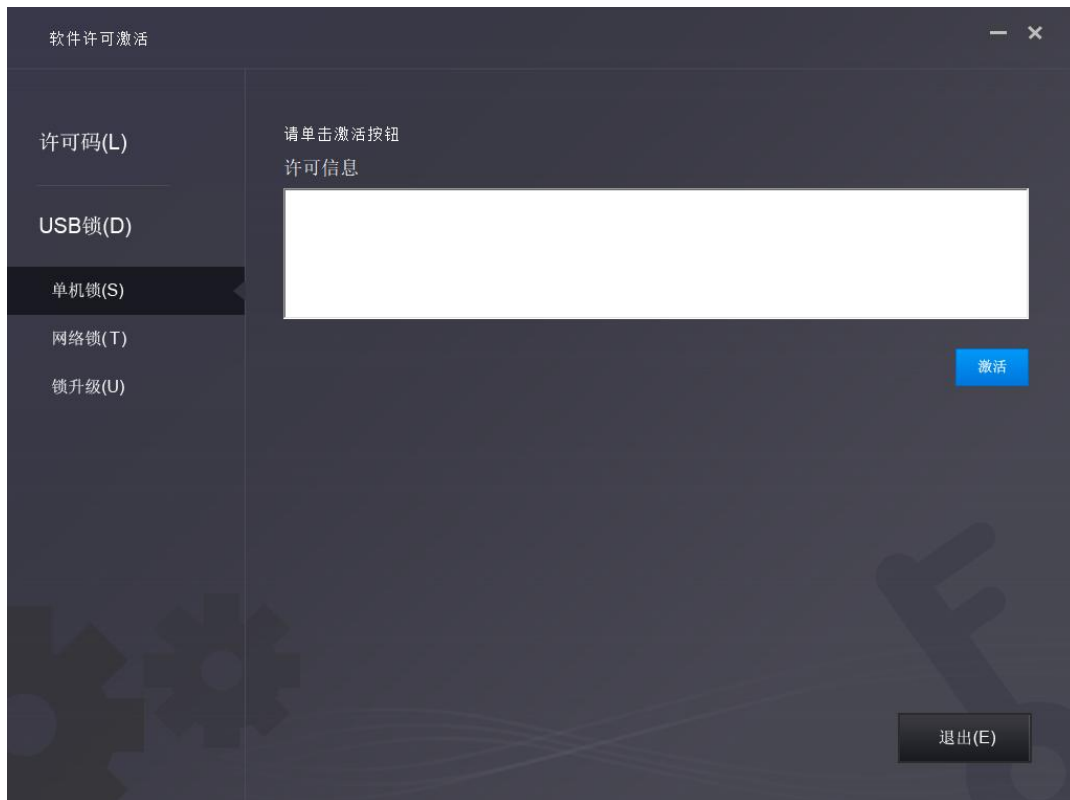 软件许可激活
许可码(L)
USB锁(D)
单机锁(S)
网络锁(T)
锁升级(U)
请单击激活按钮
许可信息
激活
退出(E)